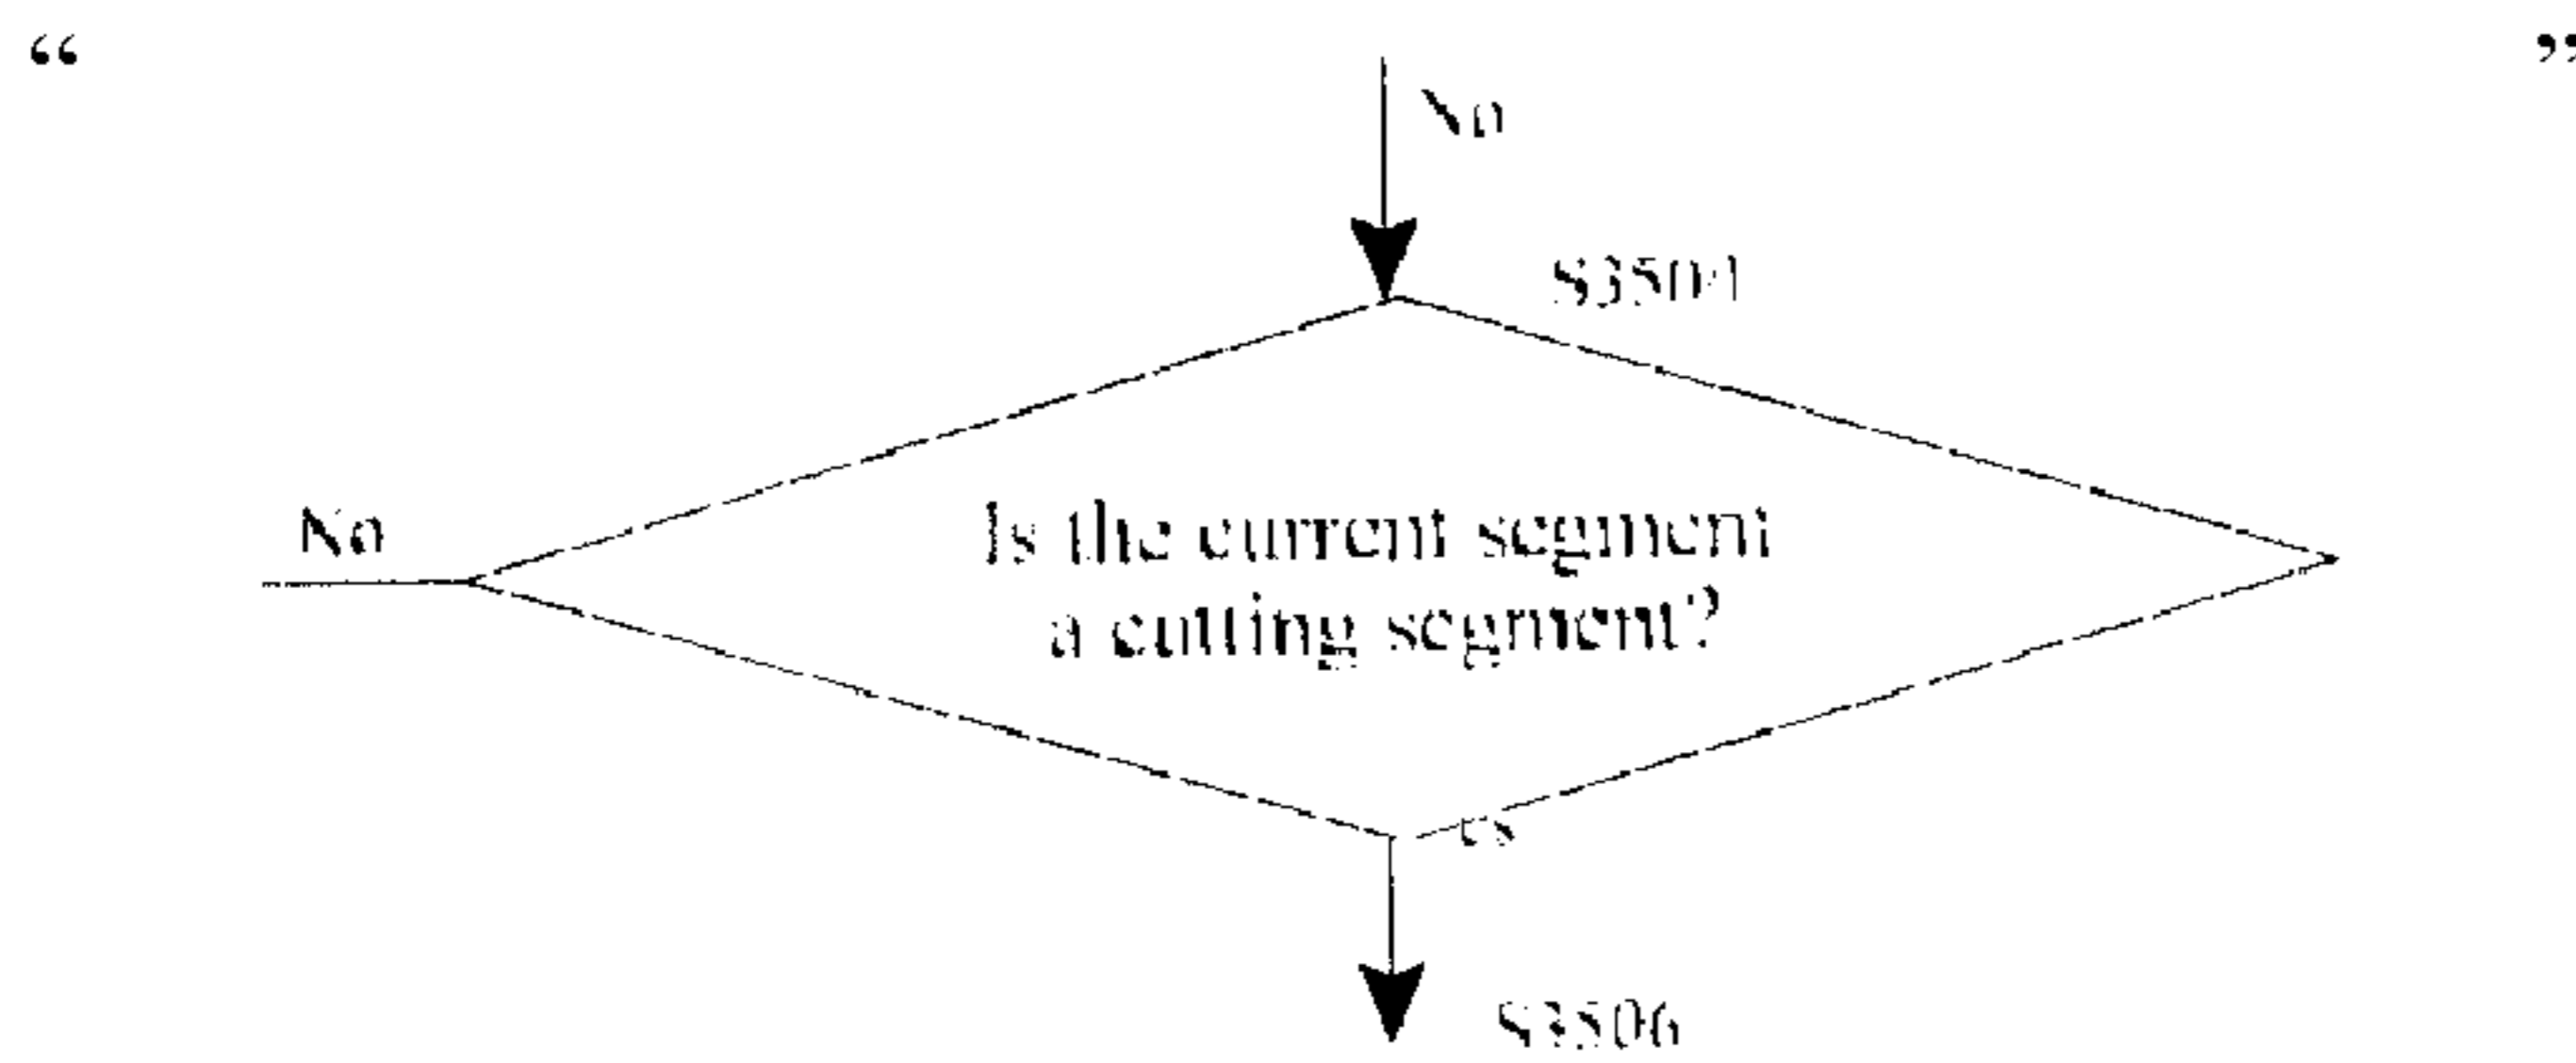 “ ”
No
S3504
No
Is the current segment
a cutting segment?
S3506